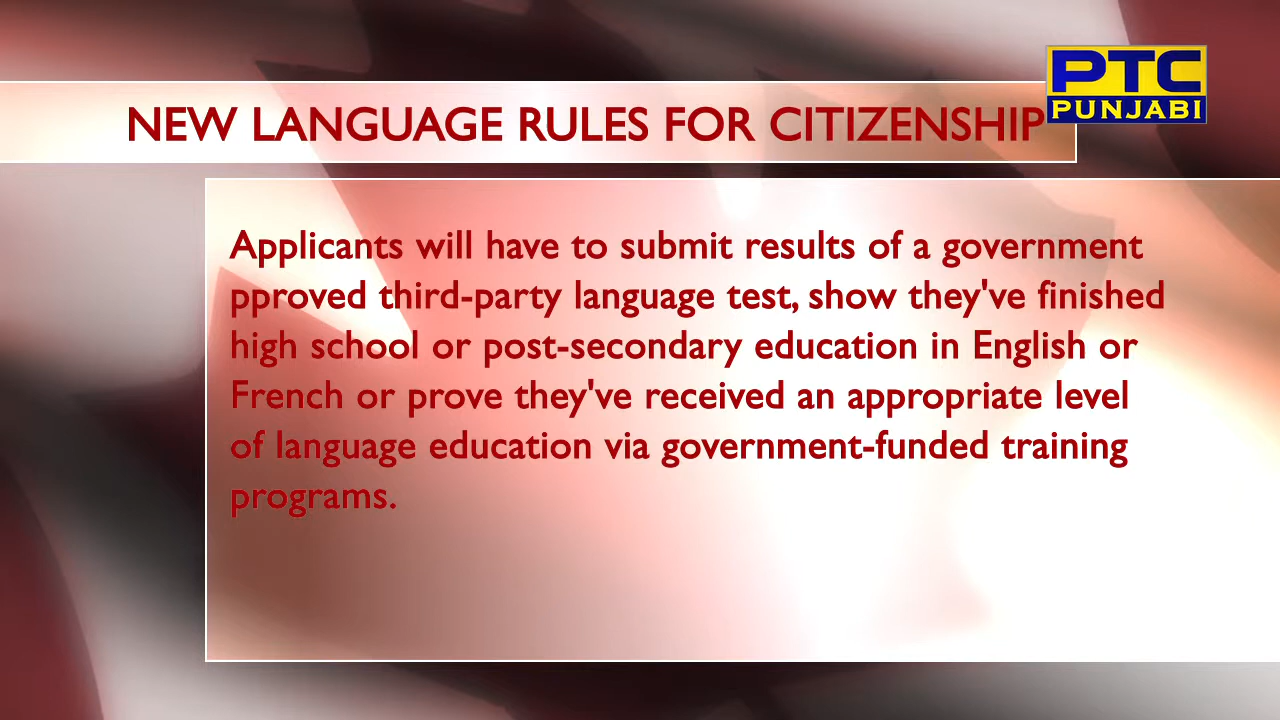 PTC
PUNJABI
NEW LANGUAGE RULES FOR CITIZENSHIP
Applicants will have to submit results of a government
pproved third-party language test, show they've finished
high school or post-secondary education in English or
French or prove they've received an appropriate level
of language education via government-funded training
programs.